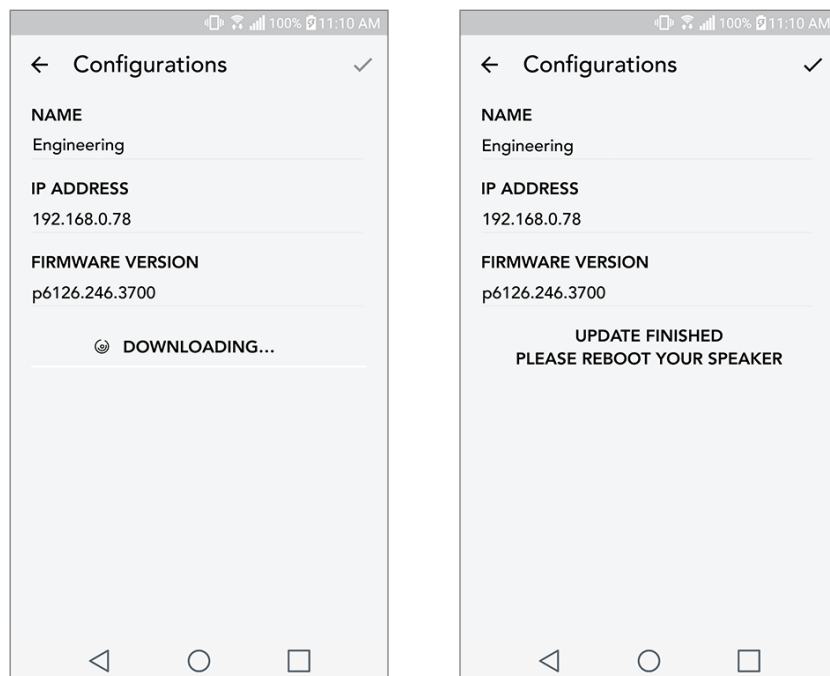 100% 11:10 AM
Configurations
NAME
Engineering
IP ADDRESS
192.168.0.78
FIRMWARE VERSION
p6126.246.3700
DOWNLOADING...
100% 11:10 AM
Configurations
NAME
Engineering
IP ADDRESS
192.168.0.78
FIRMWARE VERSION
p6126.246.3700
UPDATE FINISHED
PLEASE REBOOT YOUR SPEAKER